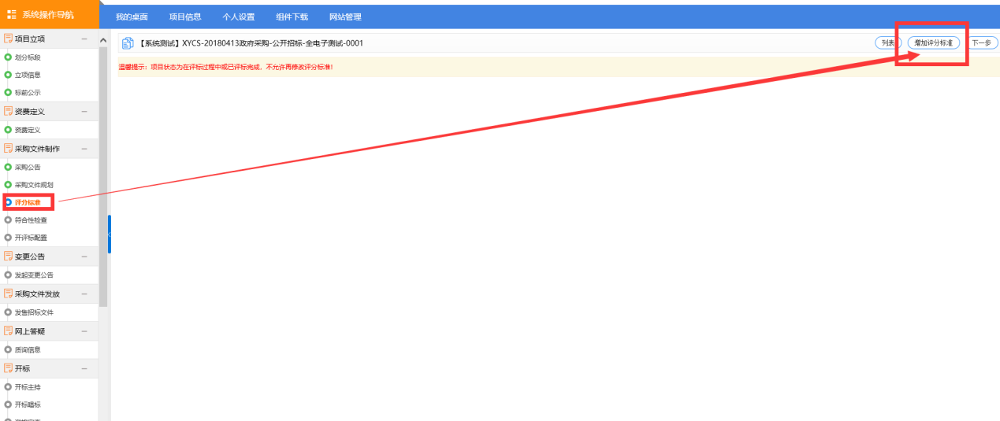 系统操作导航
我的桌面 项目信息 个人设置 组件下载 网站管理
【系统测试】XYCS-20180413政府采购-公开招标-全电子测试-0001
列表 增加评分标准 下一步
温馨提示：项目状态为在评标过程中或已评标完成，不允许再修改评分标准!
项目立项
划分标段
立项信息
标前公示
资费定义
资费定义
采购文件制作
采购公告
采购文件规划
评分标准
符合性检查
开评标配置
变更公告
发起变更公告
采购文件发放
发售招标文件
网上答疑
质询信息
开标
开标主持
开标唱标